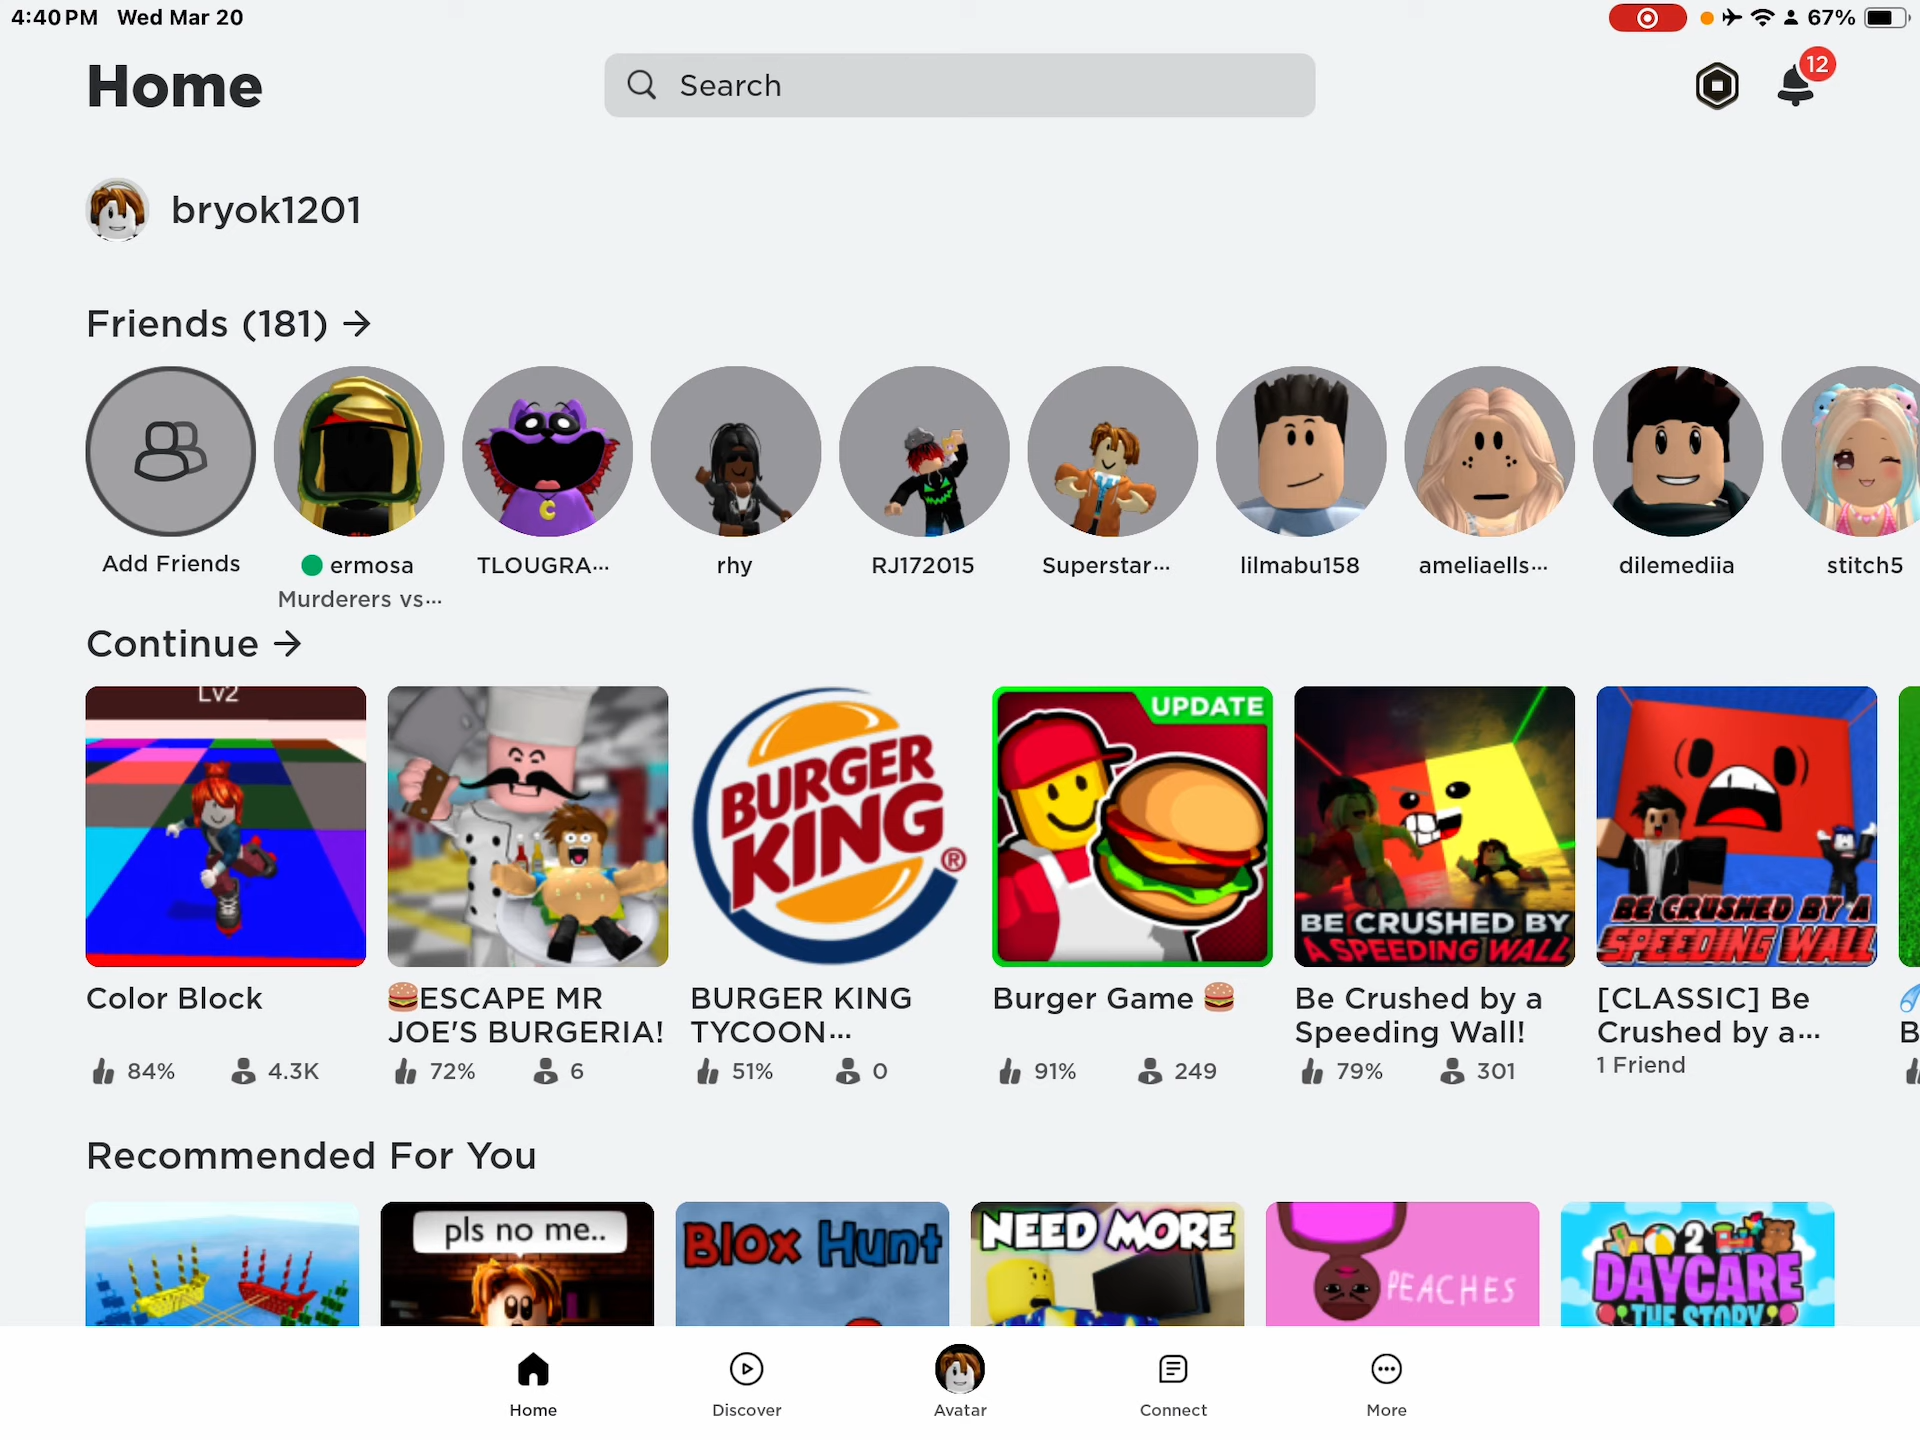 4:40 PM Wed Mar 20
67%
Home
Search
12
bryok1201
Friends (181) →
Add Friends
ermosa
Murderers vs...
TLOUGRA...
rhy
RJ172015
Superstar...
lilmabu158
ameliaells...
dilemediia
stitch5
Continue →
Lv2
BURGER
KING
®
UPDATE
BE CRUSHED BY
A SPEEDING WALL
BE CRUSHED BY A
SPEEDING WALL
Color Block
84% 4.3K
🍔ESCAPE MR
JOE'S BURGERIA!
72% 6
BURGER KING
TYCOON...
51% 0
Burger Game 🍔
91% 249
Be Crushed by a
Speeding Wall!
79% 301
[CLASSIC] Be
Crushed by a...
1 Friend
B
Recommended For You
pls no me..
Blox Hunt
NEED MORE
PEACHES
2
DAYCARE
THE STORY
Home
Discover
Avatar
Connect
More